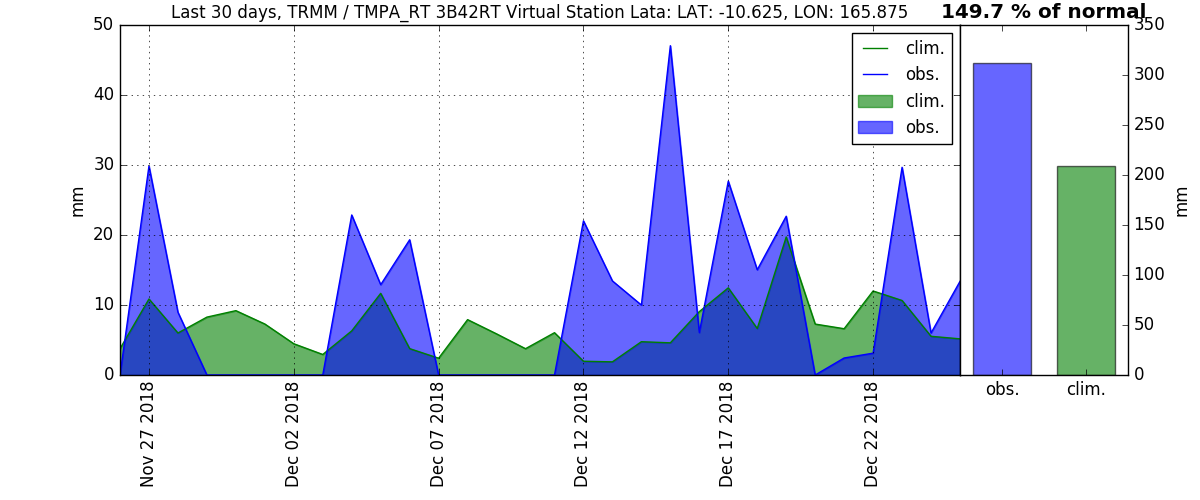 Last 30 days, TRMM / TMPA_RT 3B42RT Virtual Station Lata: LAT: -10.625, LON: 165.875
149.7 % of normal
50
40
30
20
10
0
mm
clim.
obs.
clim.
obs.
350
300
250
200
150
100
50
0
mm
Nov 27 2018
Dec 02 2018
Dec 07 2018
Dec 12 2018
Dec 17 2018
Dec 22 2018
obs.
clim.